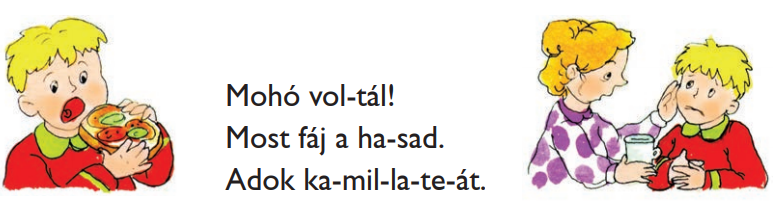 Mohó vol-tál!
Most fáj a ha-sad.
Adok ka-mil-la-te-át.